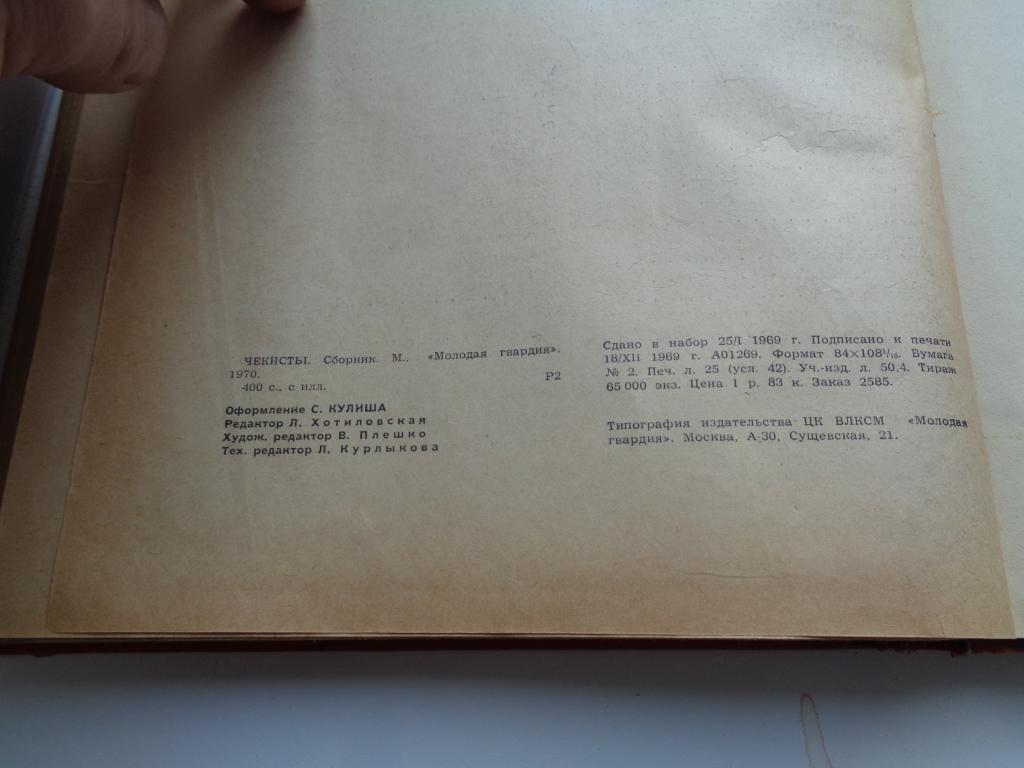 ЧЕКИСТЫ. Сборник М., «Молодая гвардия».
1970.
400 с., с илл.
Р2
Оформление С. КУЛИША
Редактор Л. Хотиловская
Худож. редактор В. Плешко
Тех. редактор Л. Курлыкова
Сдано в набор 25/I 1969 г. Подписано к печати
18/XII 1969 г. А01269. Формат 84×108¹/₁₆. Бумага
№ 2. Печ. л. 25 (усл. 42). Уч.-изд. л. 50,4. Тираж
65 000 экз. Цена 1 р. 83 к. Заказ 2585.
Типография издательства ЦК ВЛКСМ «Молодая
гвардия». Москва, А-30, Сущевская, 21.